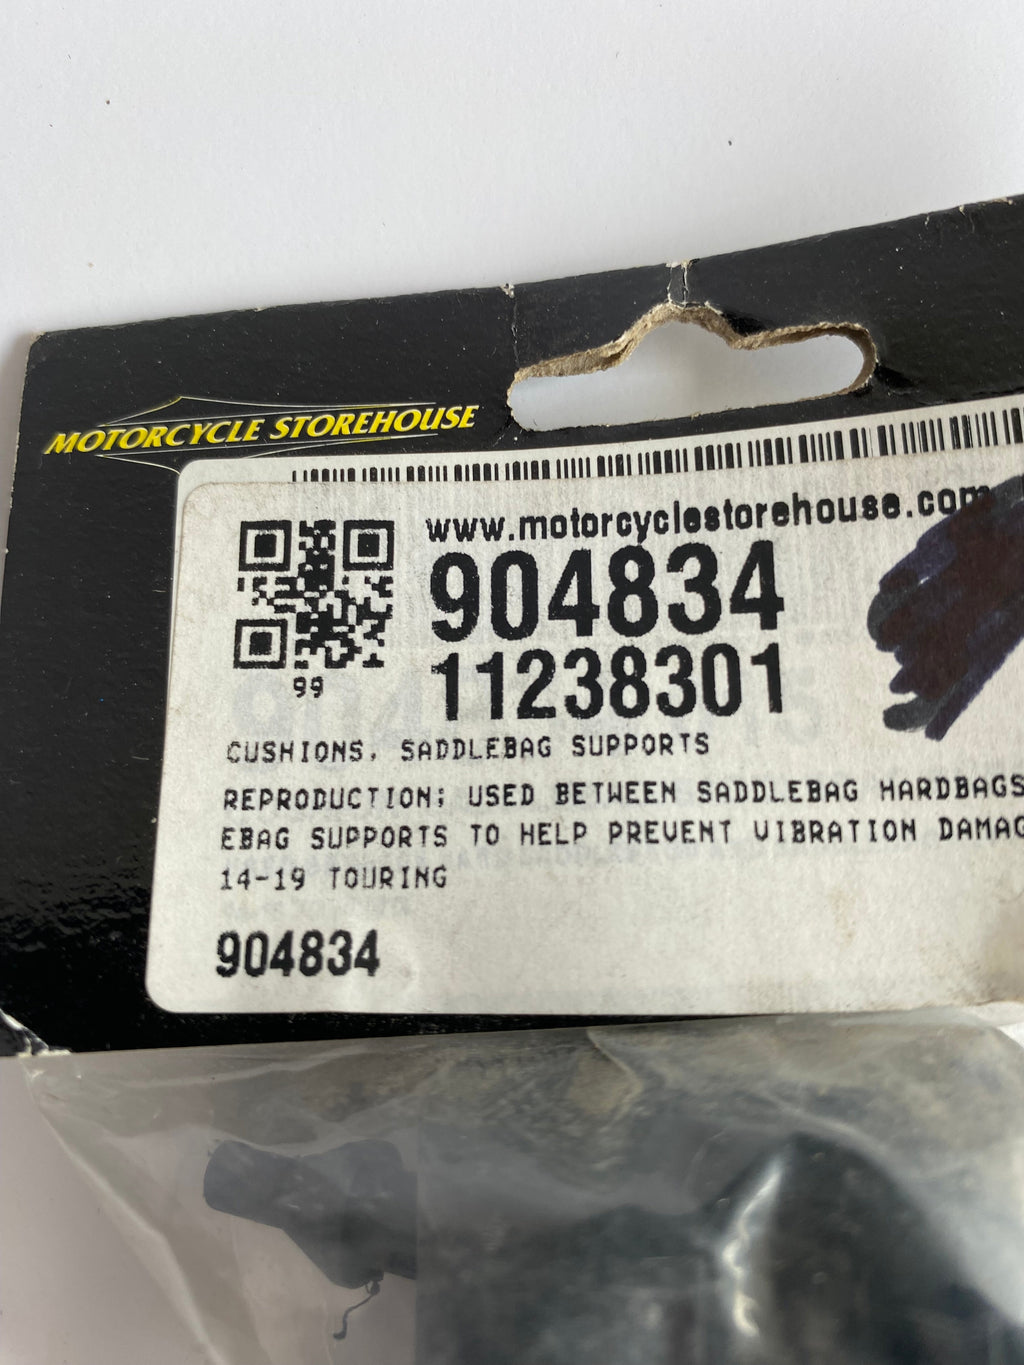 MOTORCYCLE STOREHOUSE
www.motorcyclestorehouse.com
904834
11238301
99
CUSHIONS, SADDLEBAG SUPPORTS
REPRODUCTION; USED BETWEEN SADDLEBAG HARDBAGS
EBAG SUPPORTS TO HELP PREVENT VIBRATION DAMAG
14-19 TOURING
904834